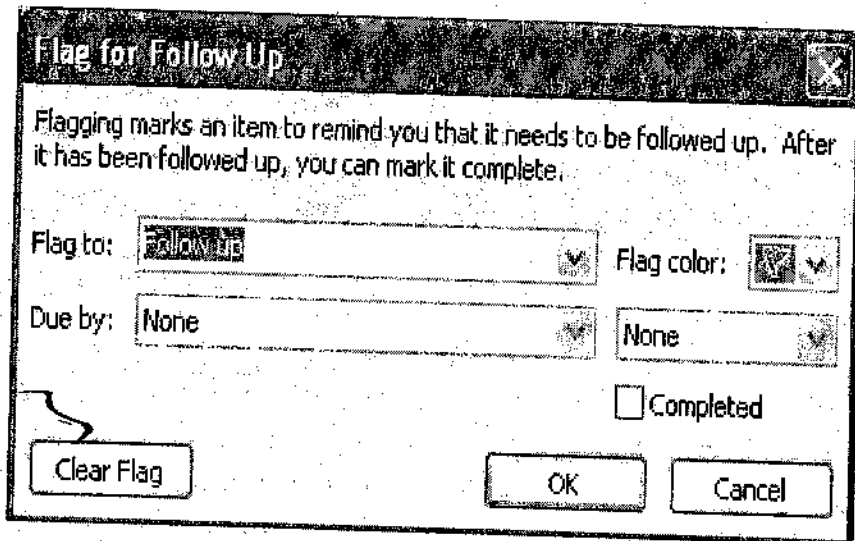 Flag for Follow Up
Flagging marks an item to remind you that it needs to be followed up. After
it has been followed up, you can mark it complete.
Flag to: Follow up Flag color:
Due by: None None
Completed
Clear Flag OK Cancel